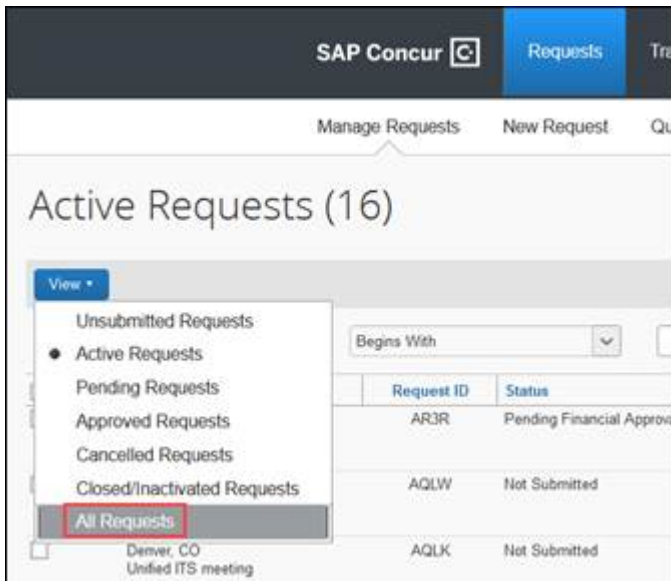 SAP Concur C Requests
Manage Requests New Request
Active Requests (16)
View
Unsubmitted Requests
Active Requests
Begins With
Pending Requests
Request ID Status
Approved Requests
AR3R Pending Financial
Cancelled Requests
Closed/Inactivated Requests
AQLW Not Submitted
All Requests
Denver, CO
AQLK Not Submitted
Unified ITS meeting